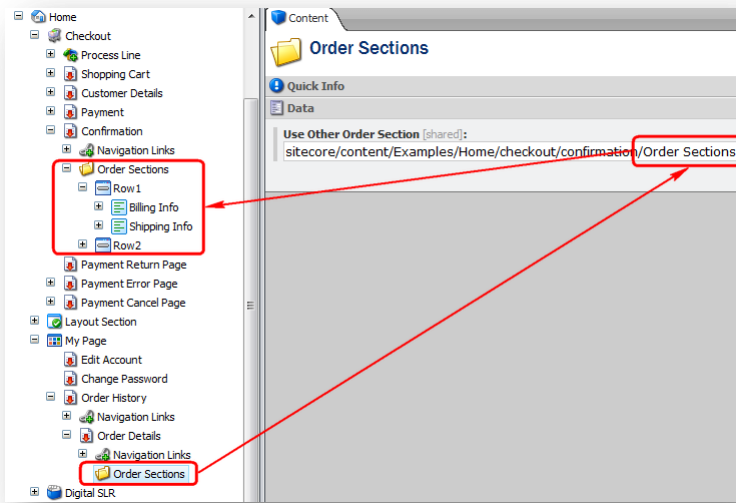 Home
Checkout
Process Line
Shopping Cart
Customer Details
Payment
Confirmation
Navigation Links
Order Sections
Row1
Billing Info
Shipping Info
Row2
Payment Return Page
Payment Error Page
Payment Cancel Page
Layout Section
My Page
Edit Account
Change Password
Order History
Navigation Links
Order Details
Navigation Links
Order Sections
Digital SLR
Content
Order Sections
Quick Info
Data
Use Other Order Section [shared]:
sitecore/content/Examples/Home/checkout/confirmation/Order Sections